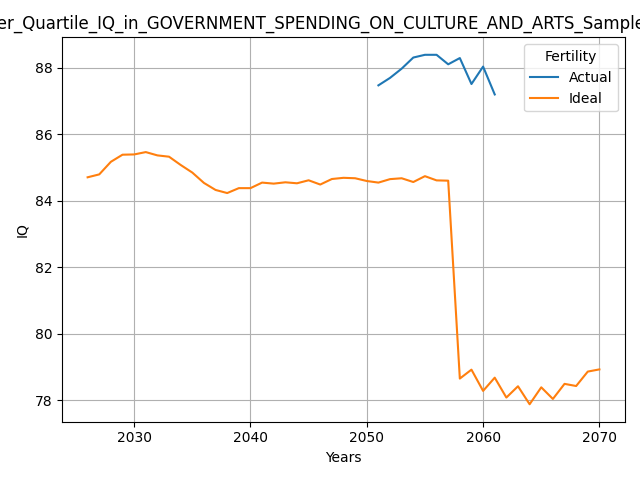 er_Quartile_IQ_in_GOVERNMENT_SPENDING_ON_CULTURE_AND_ARTS_Sample
Fertility
Actual
Ideal
88
86
84
82
80
78
IQ
2030 2040 2050 2060 2070
Years